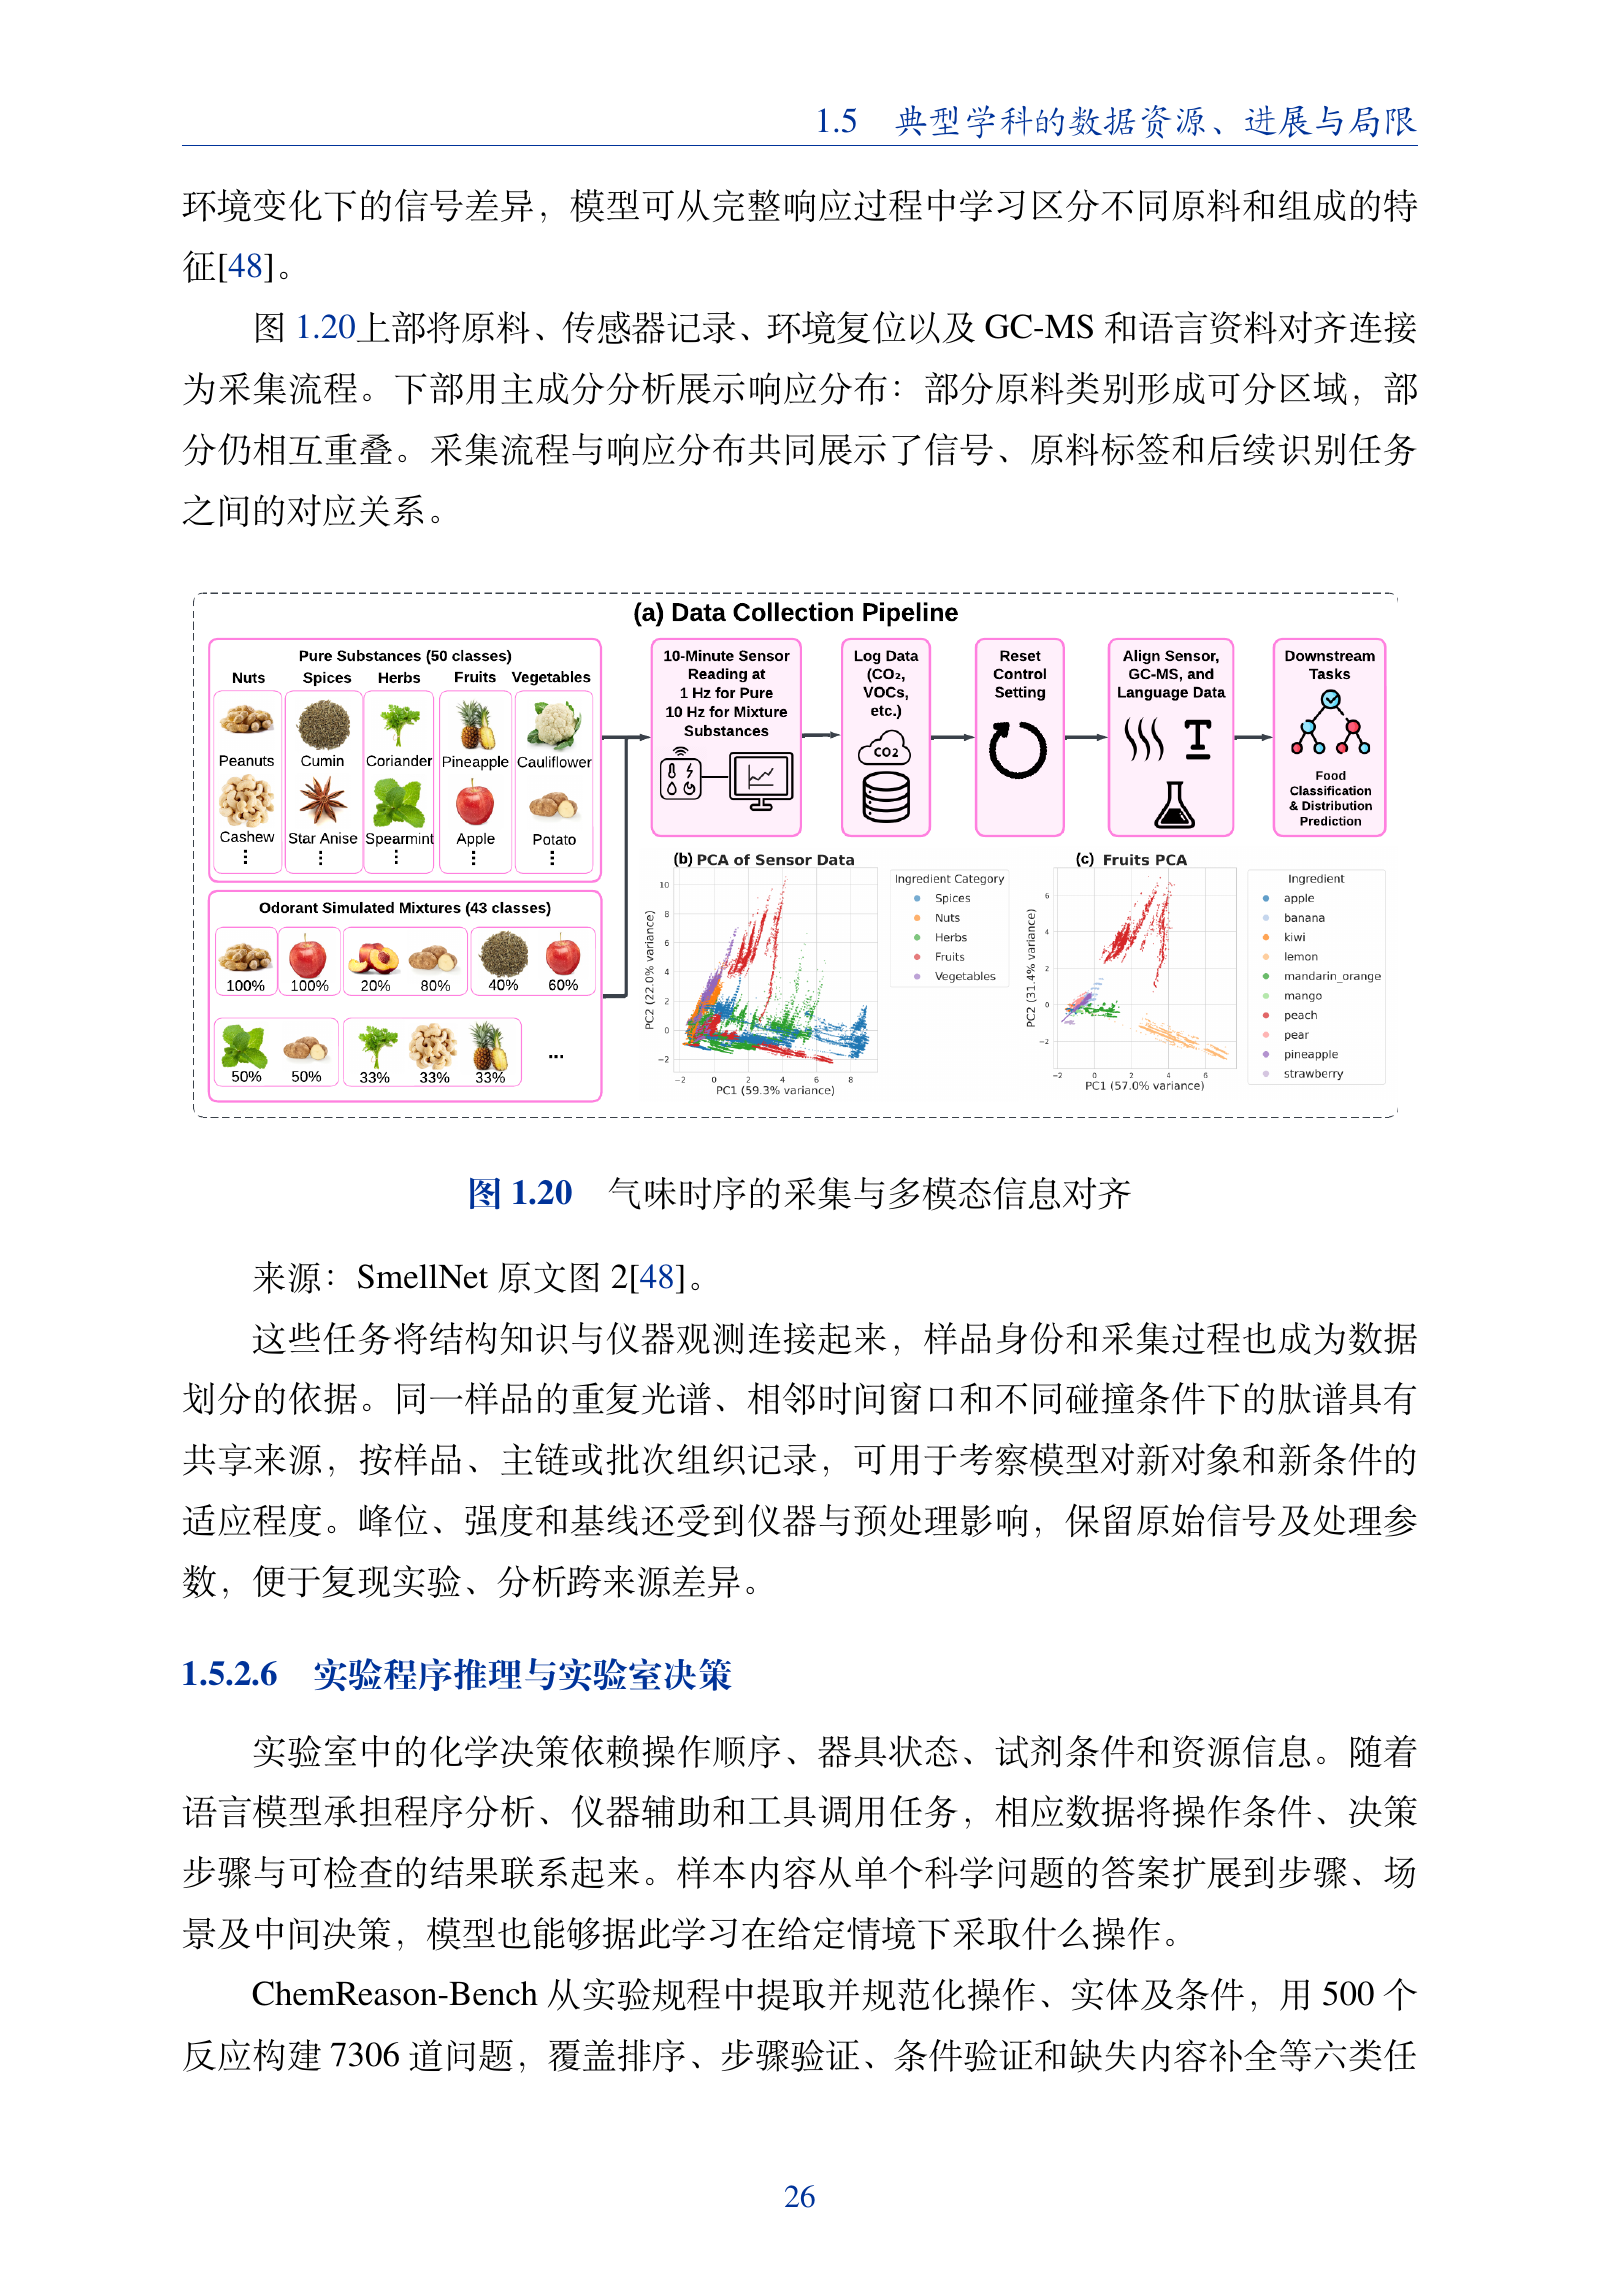 1.5 典型学科的数据资源、进展与局限
环境变化下的信号差异，模型可从完整响应过程中学习区分不同原料和组成的特
征[48]。
图 1.20上部将原料、传感器记录、环境复位以及 GC-MS 和语言资料对齐连接
为采集流程。下部用主成分分析展示响应分布：部分原料类别形成可分区域，部
分仍相互重叠。采集流程与响应分布共同展示了信号、原料标签和后续识别任务
之间的对应关系。
(a) Data Collection Pipeline
Pure Substances (50 classes)
Nuts Spices Herbs Fruits Vegetables
Peanuts Cumin Coriander Pineapple Cauliflower
Cashew Star Anise Spearmint Apple Potato
⋮ ⋮ ⋮ ⋮ ⋮
Odorant Simulated Mixtures (43 classes)
100% 100% 20% 80% 40% 60%
50% 50% 33% 33% 33%
...
10-Minute Sensor
Reading at
1 Hz for Pure
10 Hz for Mixture
Substances
Log Data
(CO₂,
VOCs,
etc.)
CO2
Reset
Control
Setting
Align Sensor,
GC-MS, and
Language Data
T
Downstream
Tasks
Food
Classification
& Distribution
Prediction
(b) PCA of Sensor Data
PC2 (22.0% variance)
10
8
6
4
2
0
−2
−2 0 2 4 6 8
PC1 (59.3% variance)
Ingredient Category
Spices
Nuts
Herbs
Fruits
Vegetables
(c) Fruits PCA
PC2 (31.4% variance)
6
4
2
0
−2
−2 0 2 4 6
PC1 (57.0% variance)
Ingredient
apple
banana
kiwi
lemon
mandarin_orange
mango
peach
pear
pineapple
strawberry
图 1.20 气味时序的采集与多模态信息对齐
来源：SmellNet 原文图 2[48]。
这些任务将结构知识与仪器观测连接起来，样品身份和采集过程也成为数据
划分的依据。同一样品的重复光谱、相邻时间窗口和不同碰撞条件下的肽谱具有
共享来源，按样品、主链或批次组织记录，可用于考察模型对新对象和新条件的
适应程度。峰位、强度和基线还受到仪器与预处理影响，保留原始信号及处理参
数，便于复现实验、分析跨来源差异。
1.5.2.6 实验程序推理与实验室决策
实验室中的化学决策依赖操作顺序、器具状态、试剂条件和资源信息。随着
语言模型承担程序分析、仪器辅助和工具调用任务，相应数据将操作条件、决策
步骤与可检查的结果联系起来。样本内容从单个科学问题的答案扩展到步骤、场
景及中间决策，模型也能够据此学习在给定情境下采取什么操作。
ChemReason-Bench 从实验规程中提取并规范化操作、实体及条件，用 500 个
反应构建 7306 道问题，覆盖排序、步骤验证、条件验证和缺失内容补全等六类任
26